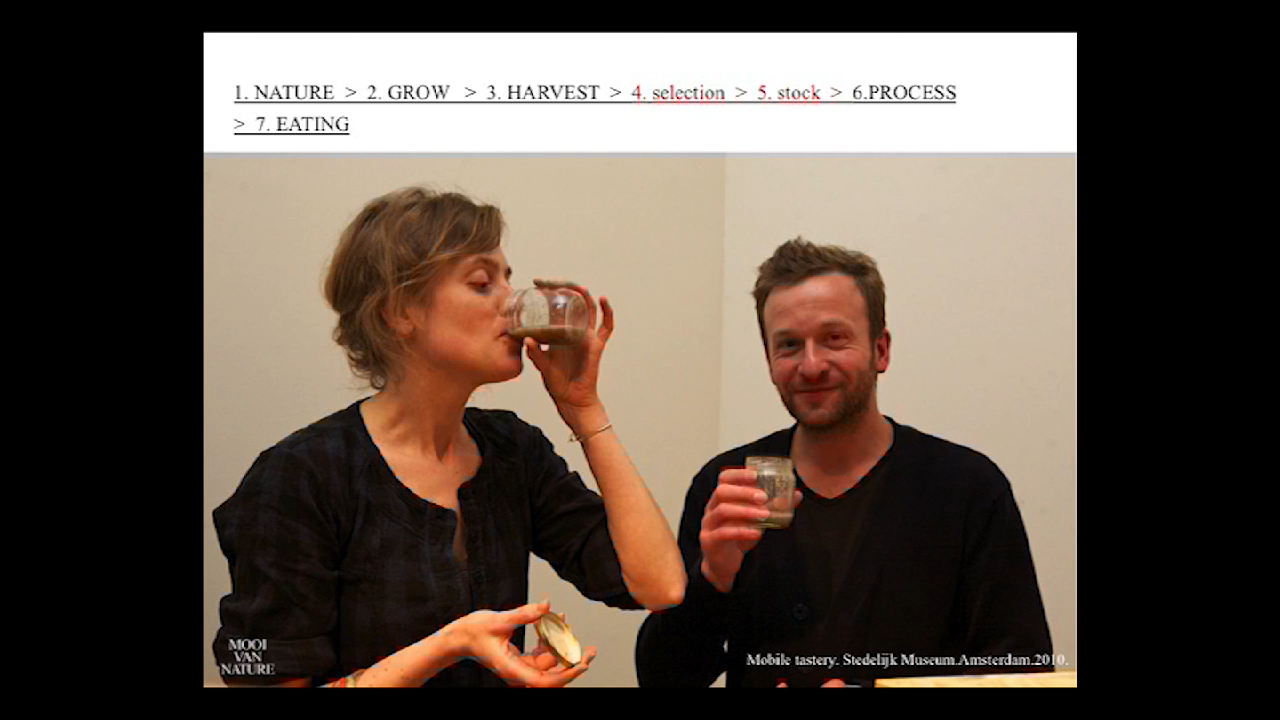 1. NATURE > 2. GROW > 3. HARVEST > 4. selection > 5. stock > 6.PROCESS
> 7. EATING
MOOI
VAN
NATURE
Mobile tastery. Stedelijk Museum.Amsterdam.2010.